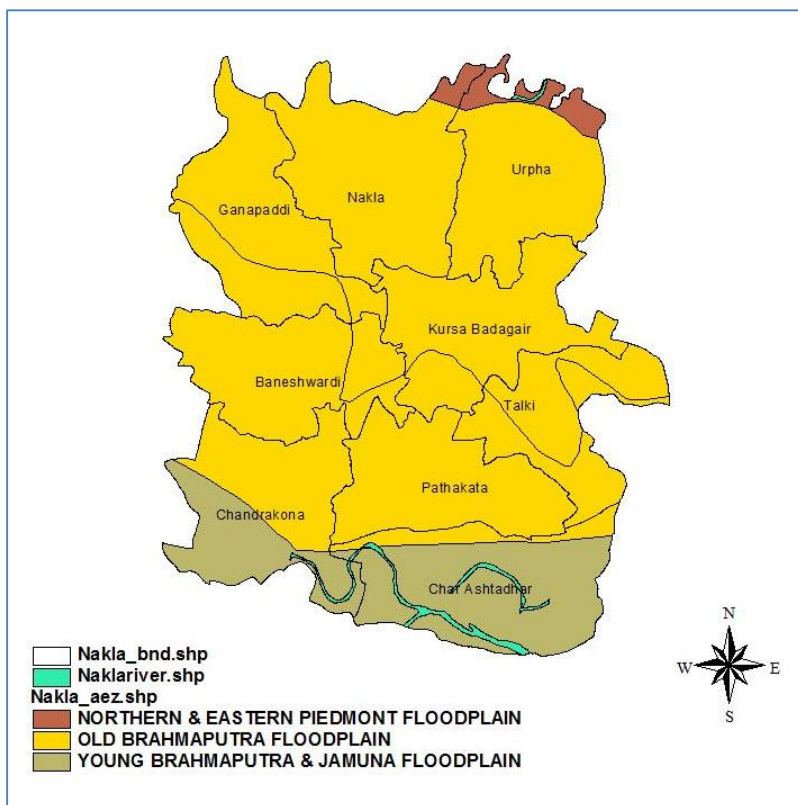 Urpha
Nakla
Ganapaddi
Kursa Badagair
Baneshwardi
Talki
Pathakata
Chandrakona
Char Ashtadhar
N
W
E
S
Nakla_bnd.shp
Naklariver.shp
Nakla_aez.shp
NORTHERN & EASTERN PIEDMONT FLOODPLAIN
OLD BRAHMAPUTRA FLOODPLAIN
YOUNG BRAHMAPUTRA & JAMUNA FLOODPLAIN